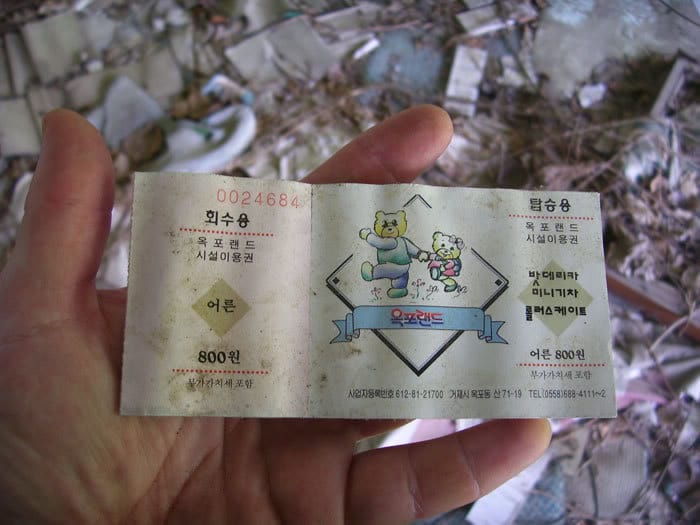 0024684
회수용
옥포랜드
시설이용권
어른
800원
부가가치세 포함
옥포랜드
탑승용
옥포랜드
시설이용권
밧데리카
미니기차
롤러스케이트
어른 800원
부가가치세 포함
사업자등록번호 612-81-21700 거제시 옥포동 산 71-19 TEL(0558)688-4111~2